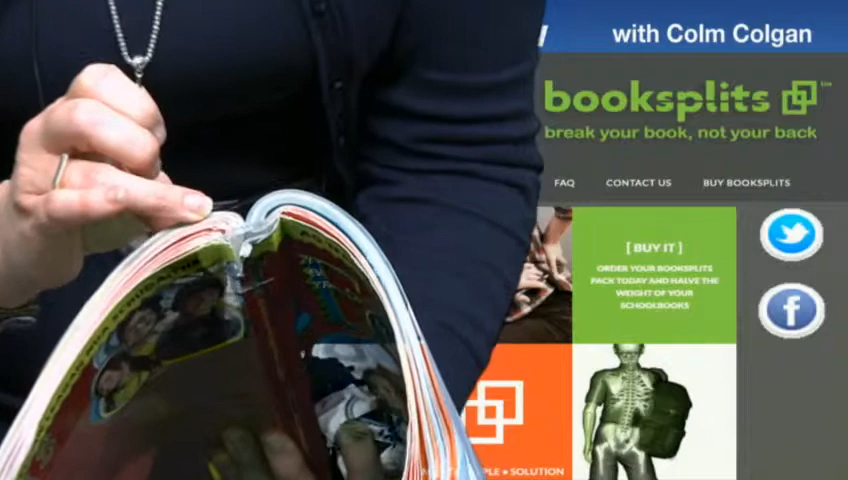 with Colm Colgan
booksplits ™
break your book, not your back
FAQ CONTACT US BUY BOOKSPLITS
[ BUY IT ]
ORDER YOUR BOOKSPLITS
PACK TODAY AND HALVE THE
WEIGHT OF YOUR
SCHOOLBOOKS
SOLUTION